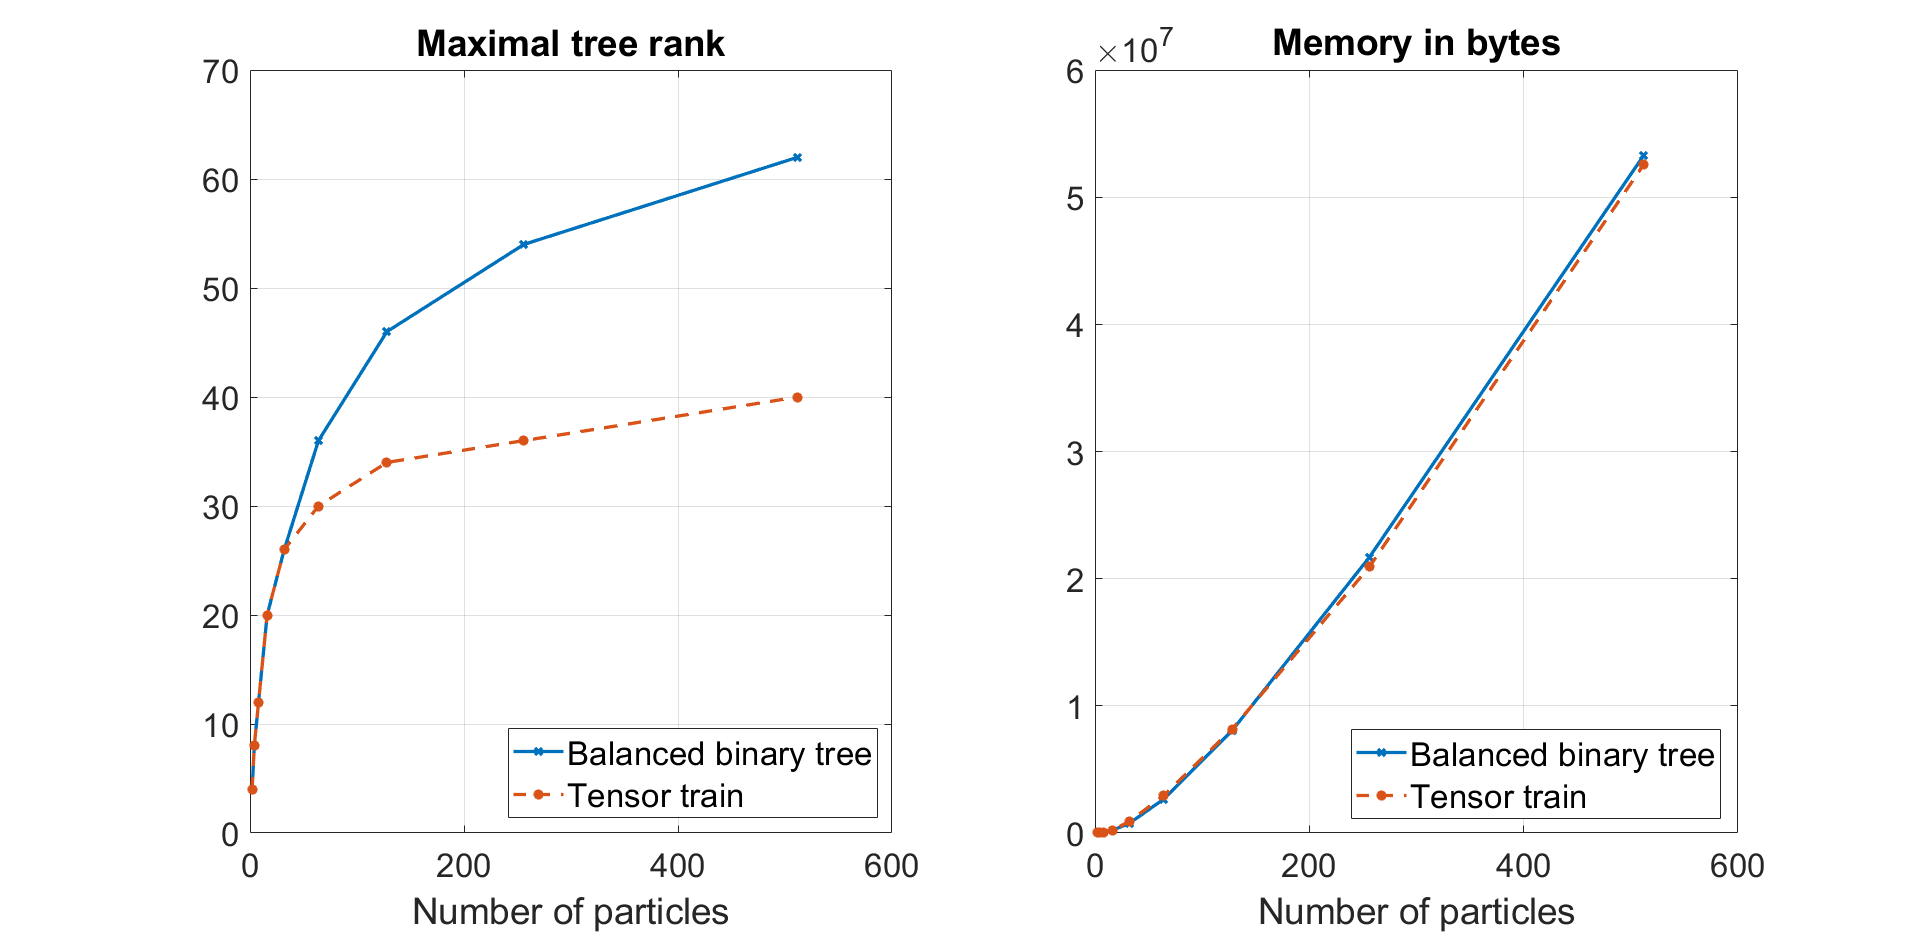 Maximal tree rank
70
60
50
40
30
20
10
0
0 200 400 600
Number of particles
Balanced binary tree
Tensor train
Memory in bytes
×10^7
6
5
4
3
2
1
0
0 200 400 600
Number of particles
Balanced binary tree
Tensor train